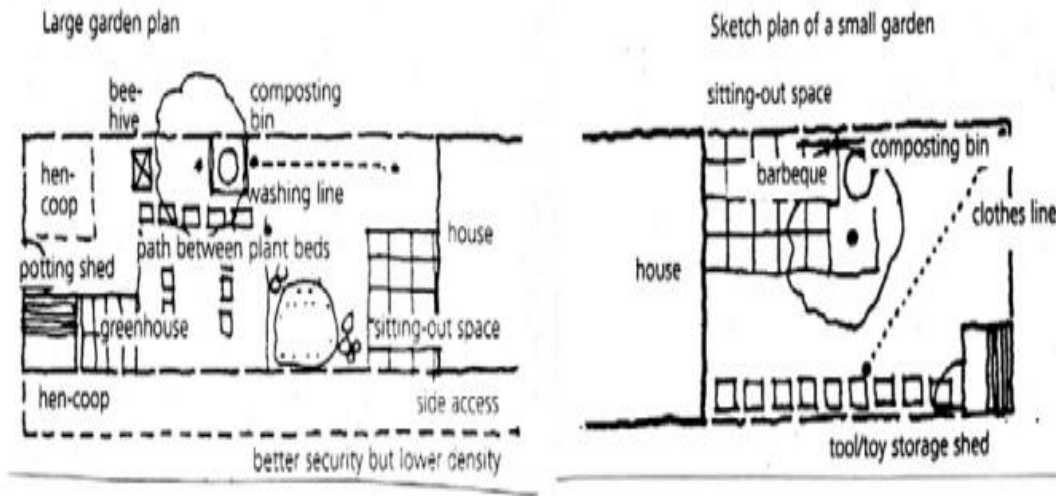 Large garden plan
bee-
hive
composting
bin
hen-
coop
washing line
path between plant beds
house
potting shed
greenhouse
sitting-out space
hen-coop
side access
better security but lower density
Sketch plan of a small garden
sitting-out space
composting bin
barbeque
clothes line
house
tool/toy storage shed